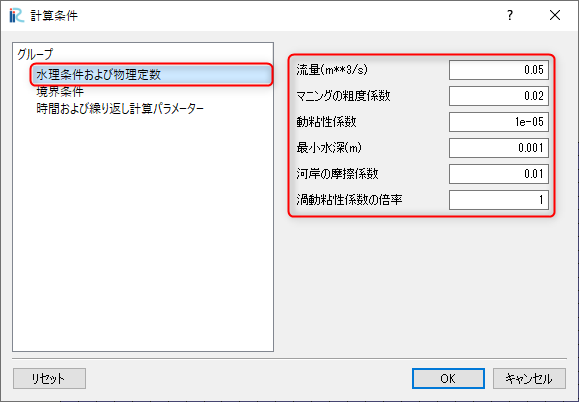 計算条件
グループ
水理条件および物理定数
境界条件
時間および繰り返し計算パラメーター
流量(m**3/s) 0.05
マニングの粗度係数 0.02
動粘性係数 1e-05
最小水深(m) 0.001
河岸の摩擦係数 0.01
渦動粘性係数の倍率 1
リセット OK キャンセル